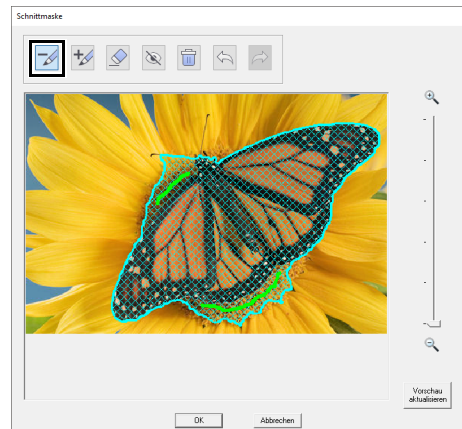 Schnittmaske
Vorschau
aktualisieren
OK
Abbrechen